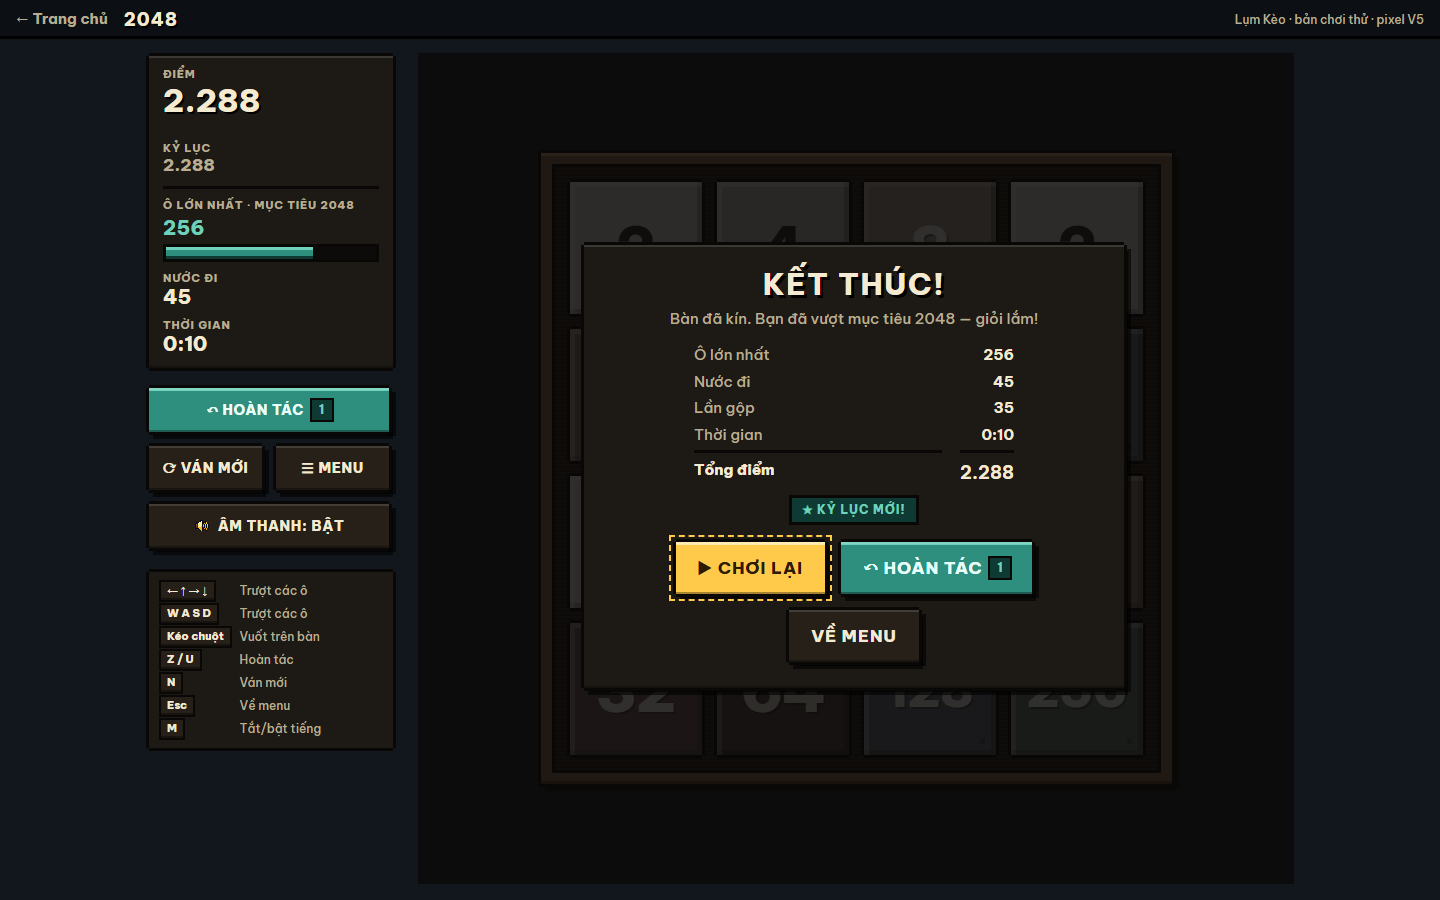 ← Trang chủ 2048
Lụm Kèo · bản chơi thử · pixel V5
ĐIỂM
2.288
KỶ LỤC
2.288
Ô LỚN NHẤT · MỤC TIÊU 2048
256
NƯỚC ĐI
45
THỜI GIAN
0:10
↶ HOÀN TÁC 1
⟳ VÁN MỚI
☰ MENU
🔊 ÂM THANH: BẬT
←↑→↓ Trượt các ô
W A S D Trượt các ô
Kéo chuột Vuốt trên bàn
Z / U Hoàn tác
N Ván mới
Esc Về menu
M Tắt/bật tiếng
KẾT THÚC!
Bàn đã kín. Bạn đã vượt mục tiêu 2048 — giỏi lắm!
Ô lớn nhất 256
Nước đi 45
Lần gộp 35
Thời gian 0:10
Tổng điểm 2.288
★ KỶ LỤC MỚI!
▶ CHƠI LẠI
↶ HOÀN TÁC 1
VỀ MENU
32 64 128 256